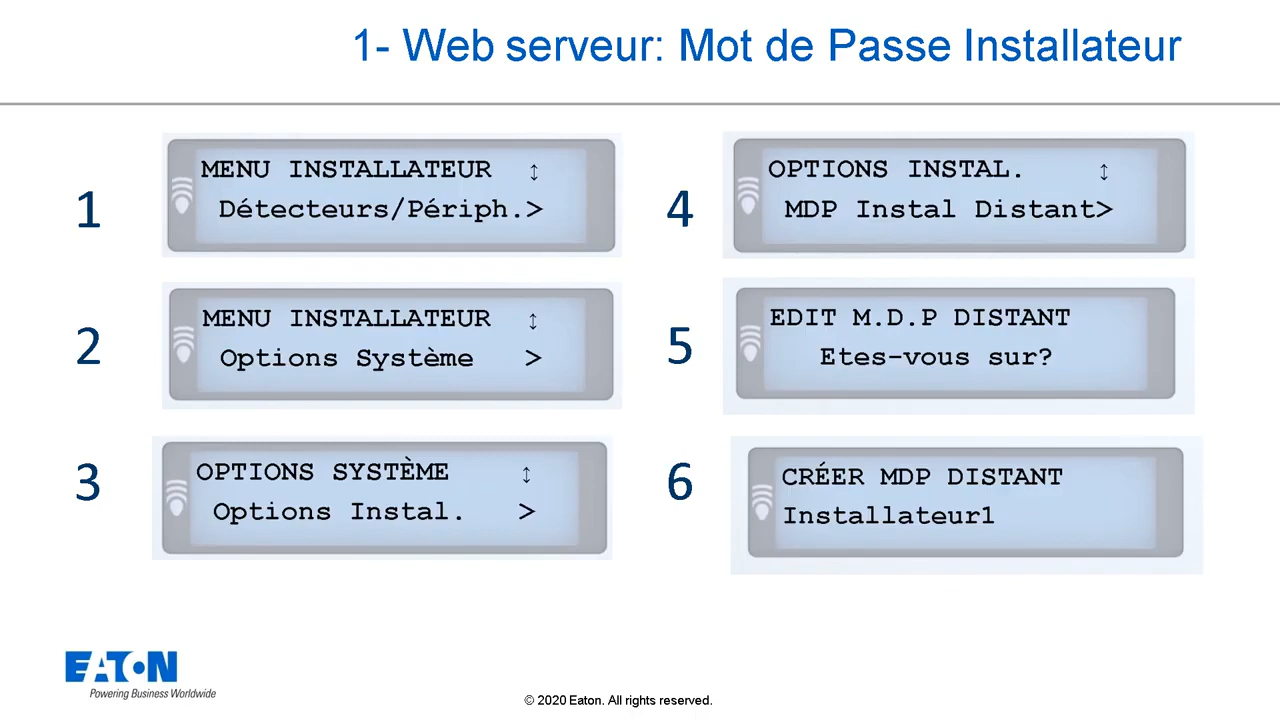 1- Web serveur: Mot de Passe Installateur
1
MENU INSTALLATEUR ↕
Détecteurs/Périph.>
2
MENU INSTALLATEUR ↕
Options Système >
3
OPTIONS SYSTÈME ↕
Options Instal. >
4
OPTIONS INSTAL. ↕
MDP Instal Distant>
5
EDIT M.D.P DISTANT
Etes-vous sur?
6
CRÉER MDP DISTANT
Installateur1
EATON
Powering Business Worldwide
© 2020 Eaton. All rights reserved.